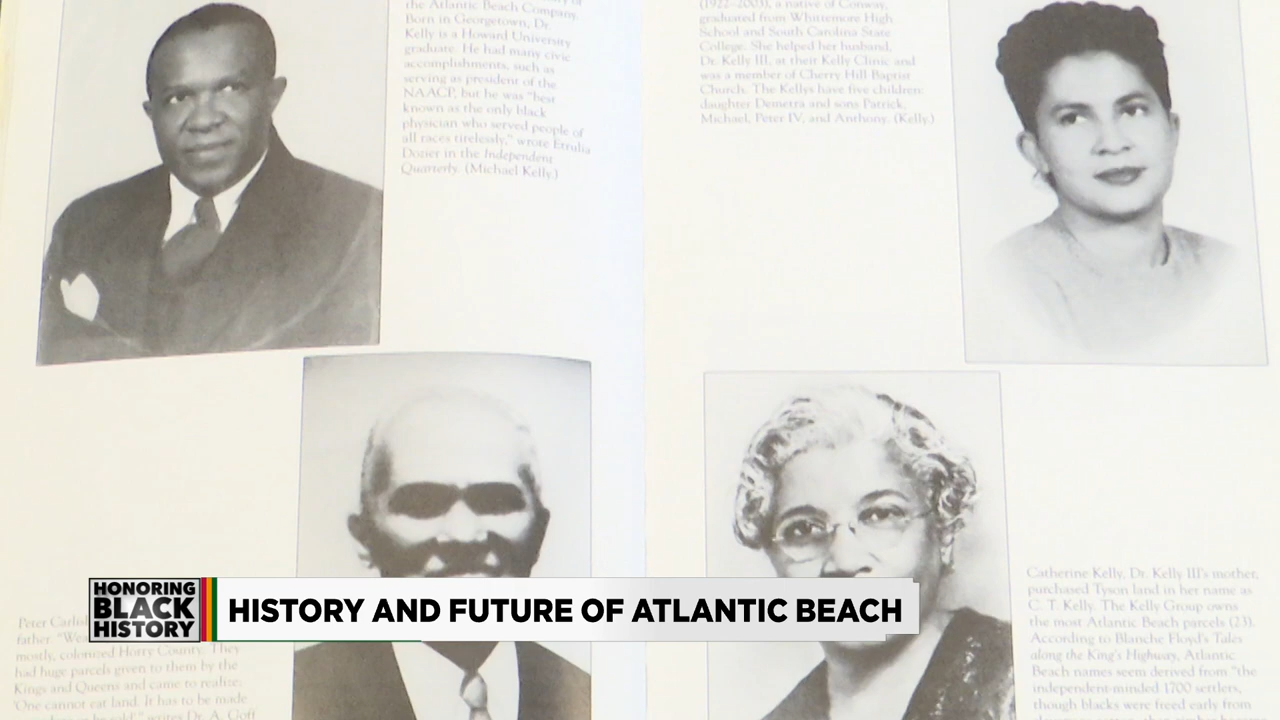 the Atlantic Beach Company.
Born in Georgetown, Dr.
Kelly is a Howard University
graduate. He had many civic
accomplishments, such as
serving as president of the
NAACP, but he was "best
known as the only black
physician who served people of
all races tirelessly," wrote Etrulia
Dozier in the Independent
Quarterly. (Michael Kelly.)
(1922–2003), a native of Conway,
graduated from Whittemore High
School and South Carolina State
College. She helped her husband,
Dr. Kelly III, at their Kelly Clinic and
was a member of Cherry Hill Baptist
Church. The Kellys have five children:
daughter Demetra and sons Patrick,
Michael, Peter IV, and Anthony. (Kelly.)
Peter
father.
mostly, colonized Horry County. They
had huge parcels given to them by the
Kings and Queens and came to realize:
'One cannot eat land. It has to be made
writes Dr. A. Goff
Catherine Kelly, Dr. Kelly III's mother,
purchased Tyson land in her name as
C. T. Kelly. The Kelly Group owns
the most Atlantic Beach parcels (23).
According to Blanche Floyd's Tales
along the King's Highway, Atlantic
Beach names seem derived from "the
independent-minded 1700 settlers,
though blacks were freed early from
HONORING
BLACK
HISTORY
HISTORY AND FUTURE OF ATLANTIC BEACH